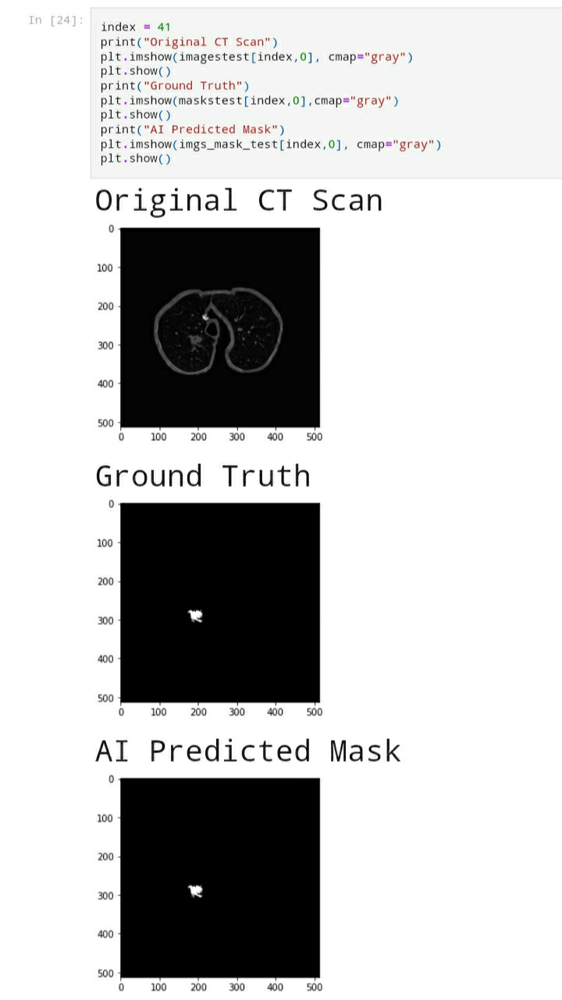 In [24]:
index = 41
print("Original CT Scan")
plt.imshow(imagestest[index,0], cmap="gray")
plt.show()
print("Ground Truth")
plt.imshow(maskstest[index,0],cmap="gray")
plt.show()
print("AI Predicted Mask")
plt.imshow(imgs_mask_test[index,0], cmap="gray")
plt.show()
Original CT Scan
0
100
200
300
400
500
0 100 200 300 400 500
Ground Truth
0
100
200
300
400
500
0 100 200 300 400 500
AI Predicted Mask
0
100
200
300
400
500
0 100 200 300 400 500